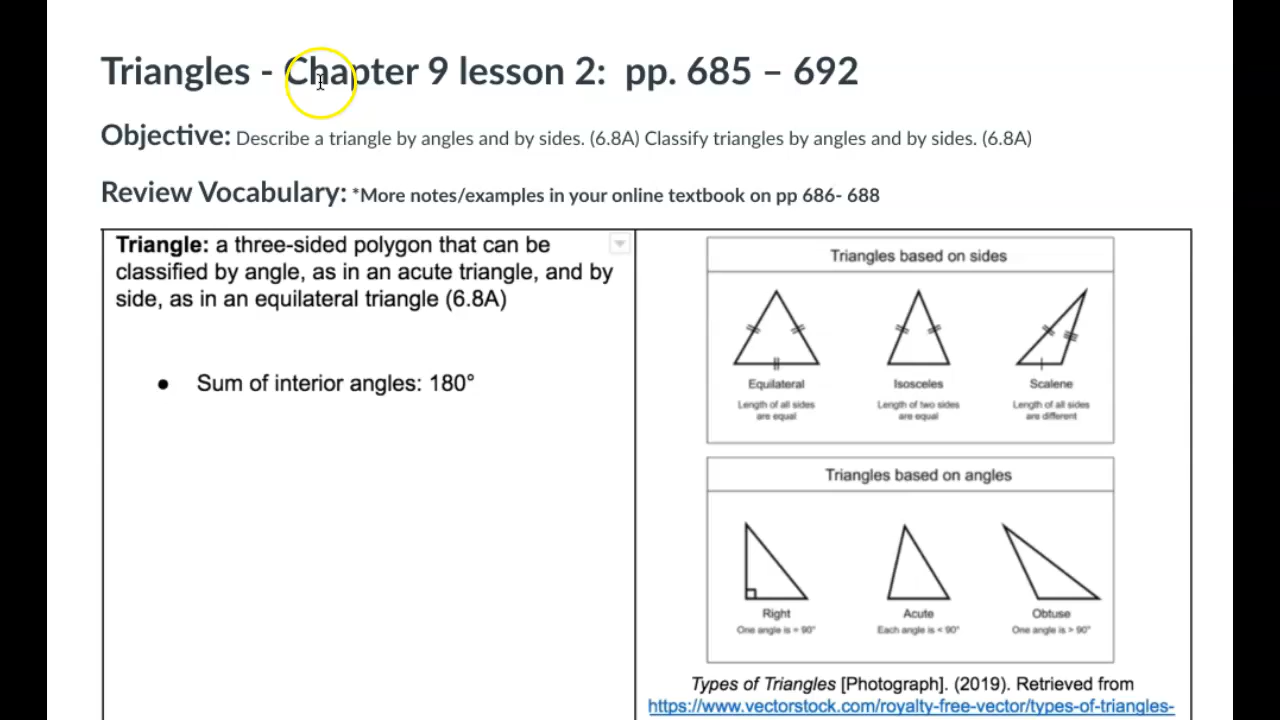 Triangles - Chapter 9 lesson 2: pp. 685 – 692
Objective: Describe a triangle by angles and by sides. (6.8A) Classify triangles by angles and by sides. (6.8A)
Review Vocabulary: *More notes/examples in your online textbook on pp 686- 688
Triangle: a three-sided polygon that can be
classified by angle, as in an acute triangle, and by
side, as in an equilateral triangle (6.8A)
● Sum of interior angles: 180°
Triangles based on sides
Equilateral
Length of all sides
are equal
Isosceles
Length of two sides
are equal
Scalene
Length of all sides
are different
Triangles based on angles
Right
One angle is = 90°
Acute
Each angle is < 90°
Obtuse
One angle is > 90°
Types of Triangles [Photograph]. (2019). Retrieved from
https://www.vectorstock.com/royalty-free-vector/types-of-triangles-